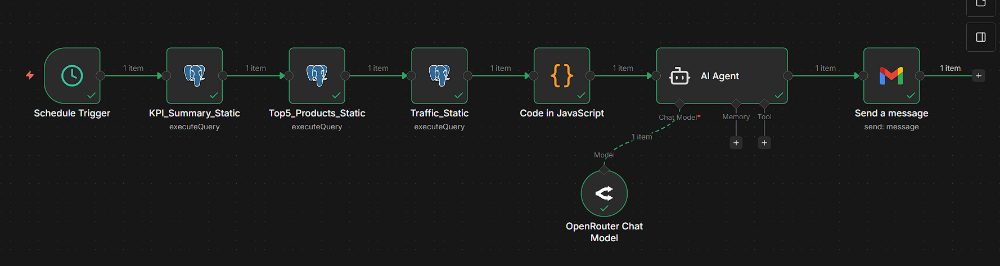 1 item
1 item
1 item
1 item
1 item
1 item
1 item
AI Agent
Schedule Trigger
KPI_Summary_Static
executeQuery
Top5_Products_Static
executeQuery
Traffic_Static
executeQuery
Code in JavaScript
Chat Model*
Memory
Tool
Send a message
send: message
1 item
Model
OpenRouter Chat
Model